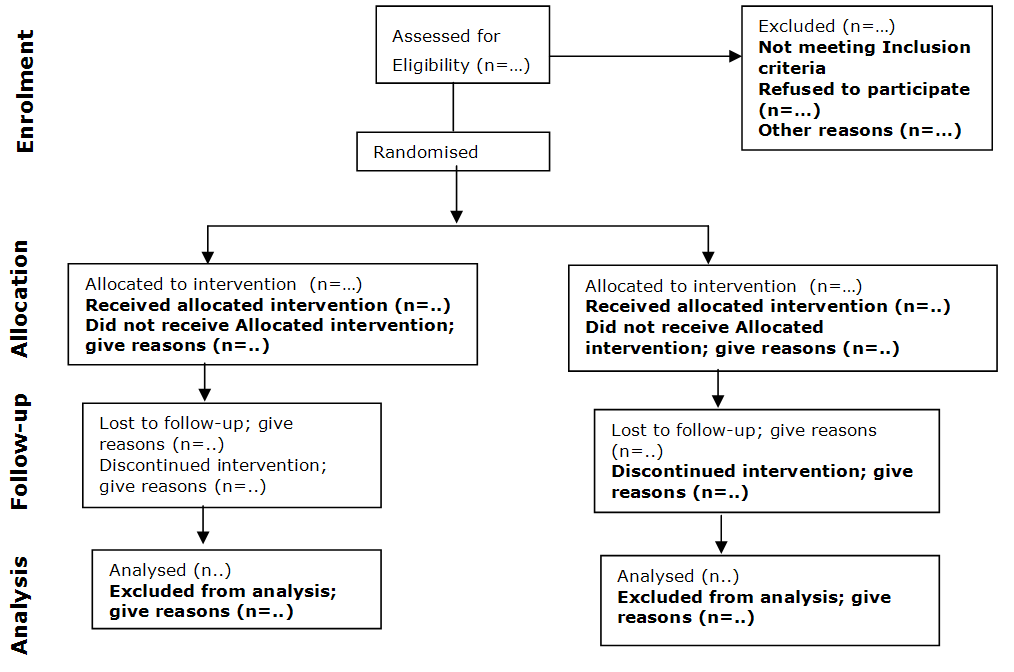 Enrolment
Assessed for
Eligibility (n=...)
Excluded (n=...)
Not meeting Inclusion
criteria
Refused to participate
(n=...)
Other reasons (n=...)
Randomised
Allocation
Allocated to intervention  (n=...)
Received allocated intervention (n=..)
Did not receive Allocated intervention;
give reasons (n=..)
Allocated to intervention  (n=...)
Received allocated intervention (n=..)
Did not receive Allocated
intervention; give reasons (n=..)
Follow-up
Lost to follow-up; give
reasons (n=..)
Discontinued intervention;
give reasons (n=..)
Lost to follow-up; give reasons
(n=..)
Discontinued intervention; give
reasons (n=..)
Analysis
Analysed (n..)
Excluded from analysis;
give reasons (n=..)
Analysed (n..)
Excluded from analysis; give
reasons (n=..)